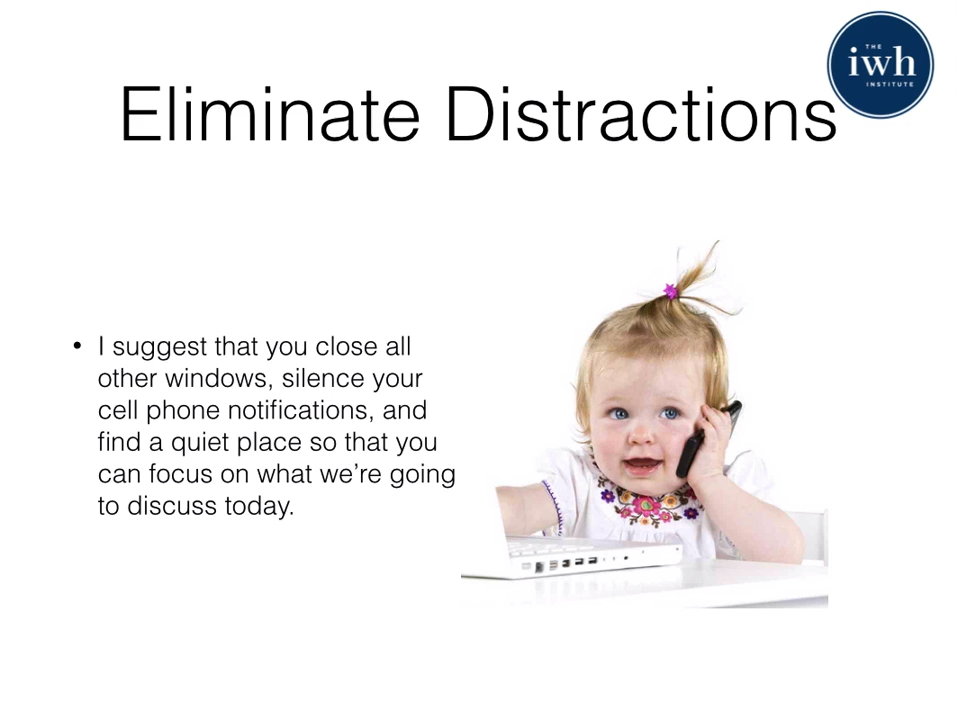 THE
iwh
INSTITUTE
Eliminate Distractions
• I suggest that you close all
other windows, silence your
cell phone notifications, and
find a quiet place so that you
can focus on what we’re going
to discuss today.